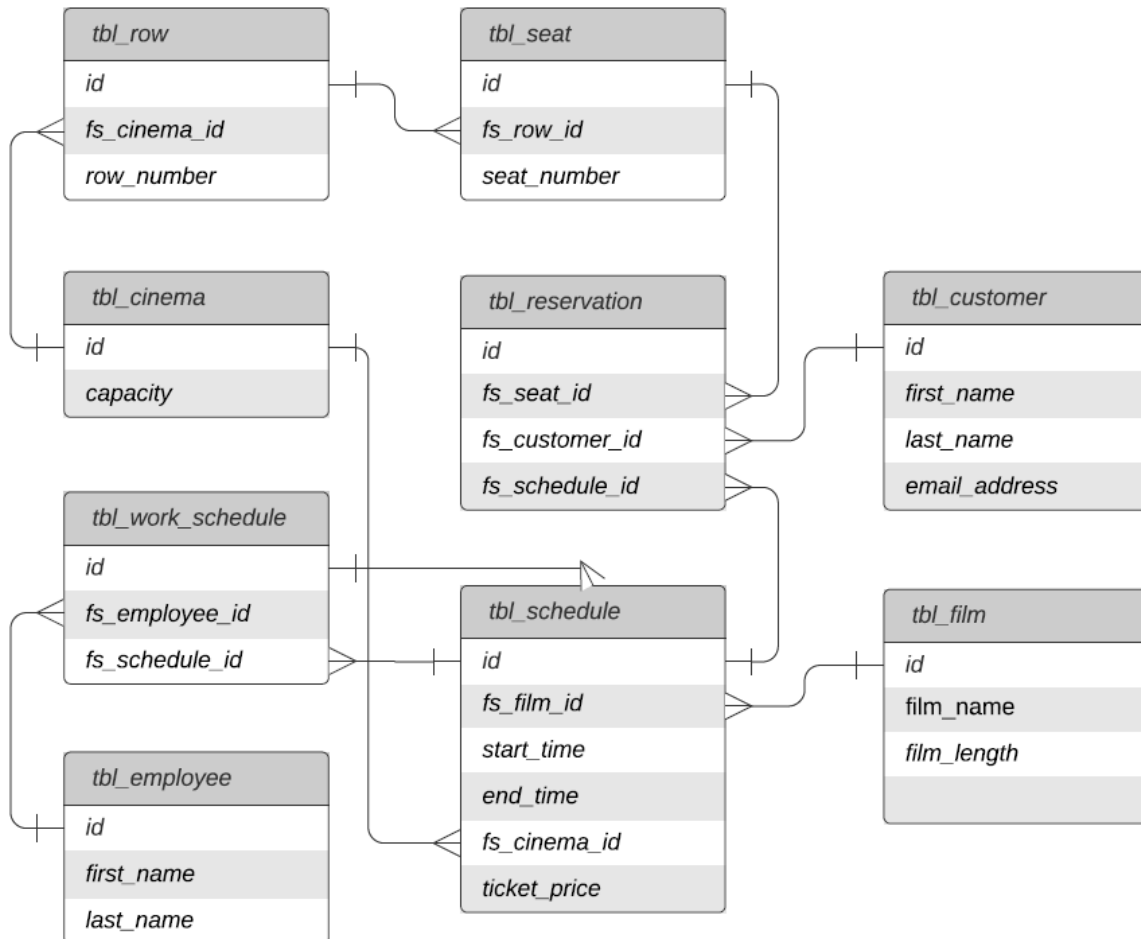 tbl_row
id
fs_cinema_id
row_number
tbl_seat
id
fs_row_id
seat_number
tbl_cinema
id
capacity
tbl_reservation
id
fs_seat_id
fs_customer_id
fs_schedule_id
tbl_customer
id
first_name
last_name
email_address
tbl_work_schedule
id
fs_employee_id
fs_schedule_id
tbl_schedule
id
fs_film_id
start_time
end_time
fs_cinema_id
ticket_price
tbl_film
id
film_name
film_length
tbl_employee
id
first_name
last_name